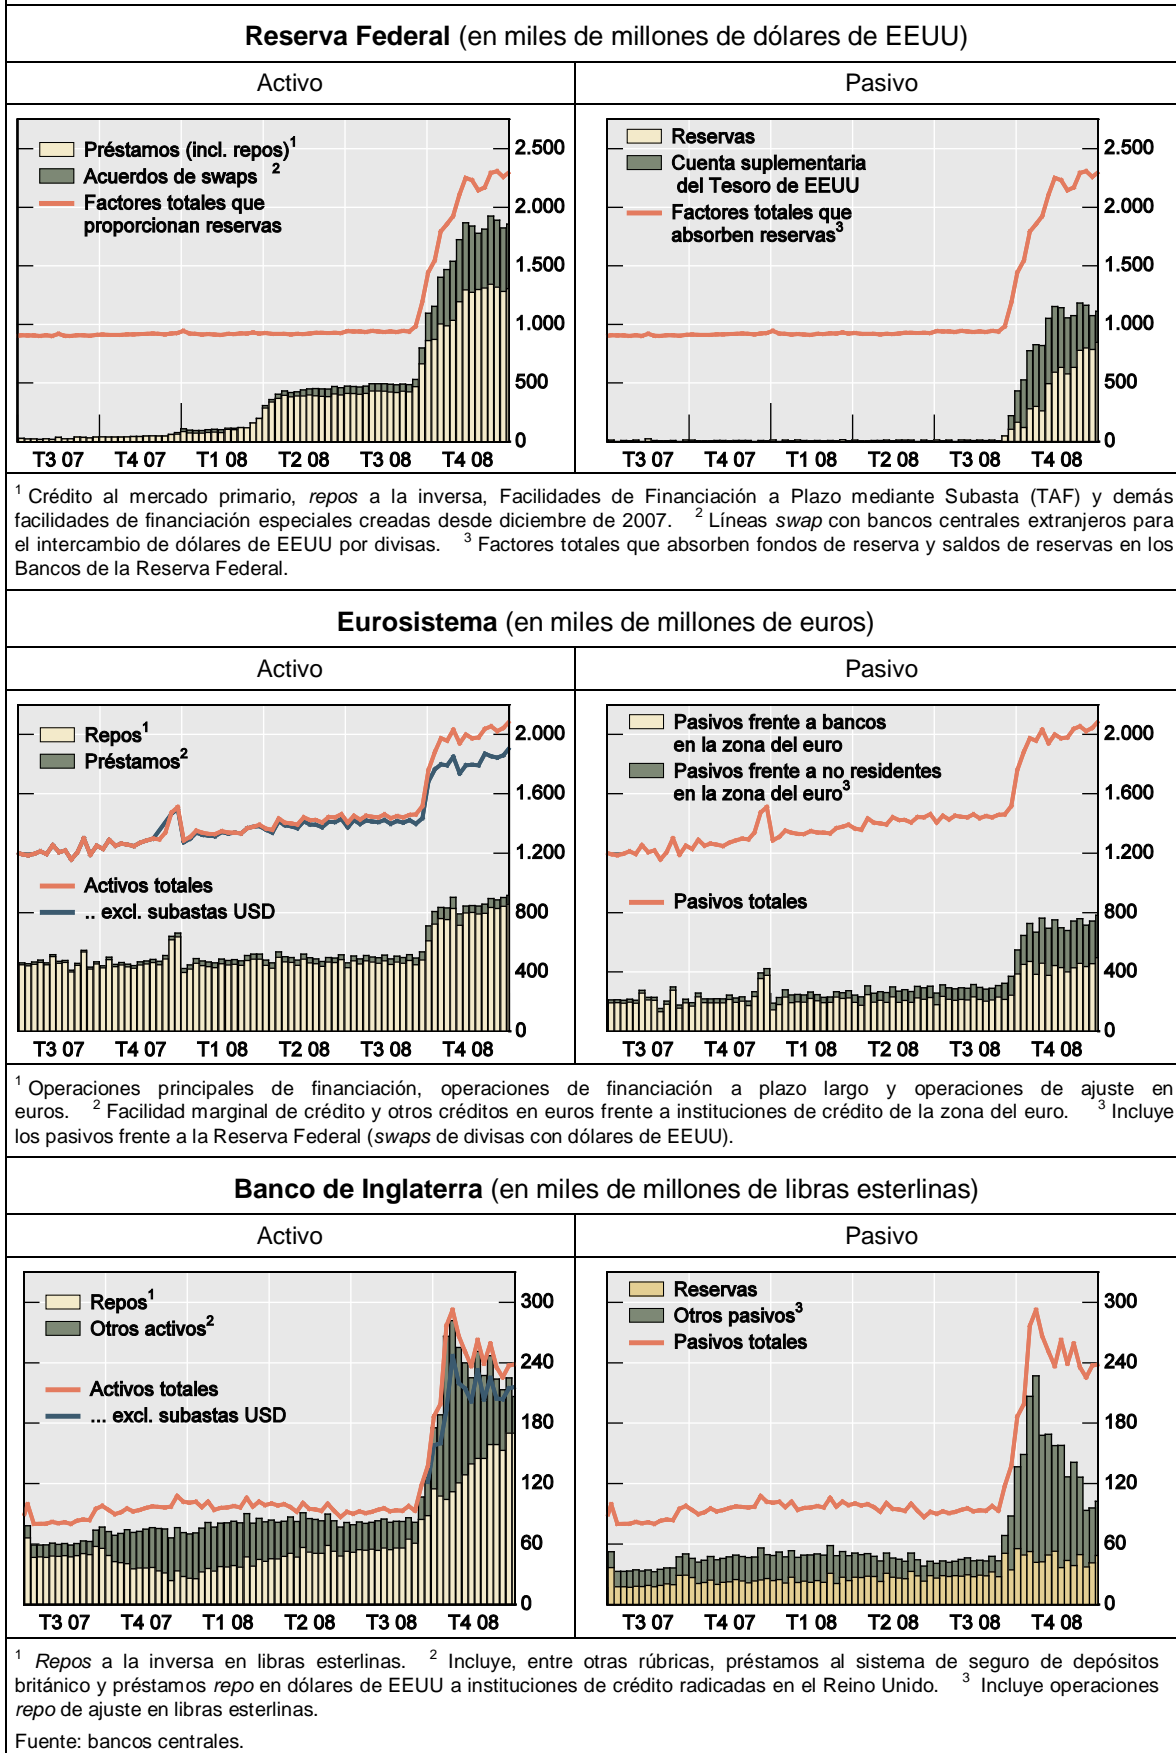 Reserva Federal (en miles de millones de dólares de EEUU)
Activo
Pasivo
Préstamos (incl. repos)1
Acuerdos de swaps 2
Factores totales que
proporcionan reservas
2.500
2.000
1.500
1.000
500
0
T3 07 T4 07 T1 08 T2 08 T3 08 T4 08
Reservas
Cuenta suplementaria
del Tesoro de EEUU
Factores totales que
absorben reservas3
2.500
2.000
1.500
1.000
500
0
T3 07 T4 07 T1 08 T2 08 T3 08 T4 08
1 Crédito al mercado primario, repos a la inversa, Facilidades de Financiación a Plazo mediante Subasta (TAF) y demás
facilidades de financiación especiales creadas desde diciembre de 2007. 2 Líneas swap con bancos centrales extranjeros para
el intercambio de dólares de EEUU por divisas. 3 Factores totales que absorben fondos de reserva y saldos de reservas en los
Bancos de la Reserva Federal.
Eurosistema (en miles de millones de euros)
Activo
Pasivo
Repos1
Préstamos2
Activos totales
.. excl. subastas USD
2.000
1.600
1.200
800
400
0
T3 07 T4 07 T1 08 T2 08 T3 08 T4 08
Pasivos frente a bancos
en la zona del euro
Pasivos frente a no residentes
en la zona del euro3
Pasivos totales
2.000
1.600
1.200
800
400
0
T3 07 T4 07 T1 08 T2 08 T3 08 T4 08
1 Operaciones principales de financiación, operaciones de financiación a plazo largo y operaciones de ajuste en
euros. 2 Facilidad marginal de crédito y otros créditos en euros frente a instituciones de crédito de la zona del euro. 3 Incluye
los pasivos frente a la Reserva Federal (swaps de divisas con dólares de EEUU).
Banco de Inglaterra (en miles de millones de libras esterlinas)
Activo
Pasivo
Repos1
Otros activos2
Activos totales
... excl. subastas USD
300
240
180
120
60
0
T3 07 T4 07 T1 08 T2 08 T3 08 T4 08
Reservas
Otros pasivos3
Pasivos totales
300
240
180
120
60
0
T3 07 T4 07 T1 08 T2 08 T3 08 T4 08
1 Repos a la inversa en libras esterlinas. 2 Incluye, entre otras rúbricas, préstamos al sistema de seguro de depósitos
británico y préstamos repo en dólares de EEUU a instituciones de crédito radicadas en el Reino Unido. 3 Incluye operaciones
repo de ajuste en libras esterlinas.
Fuente: bancos centrales.